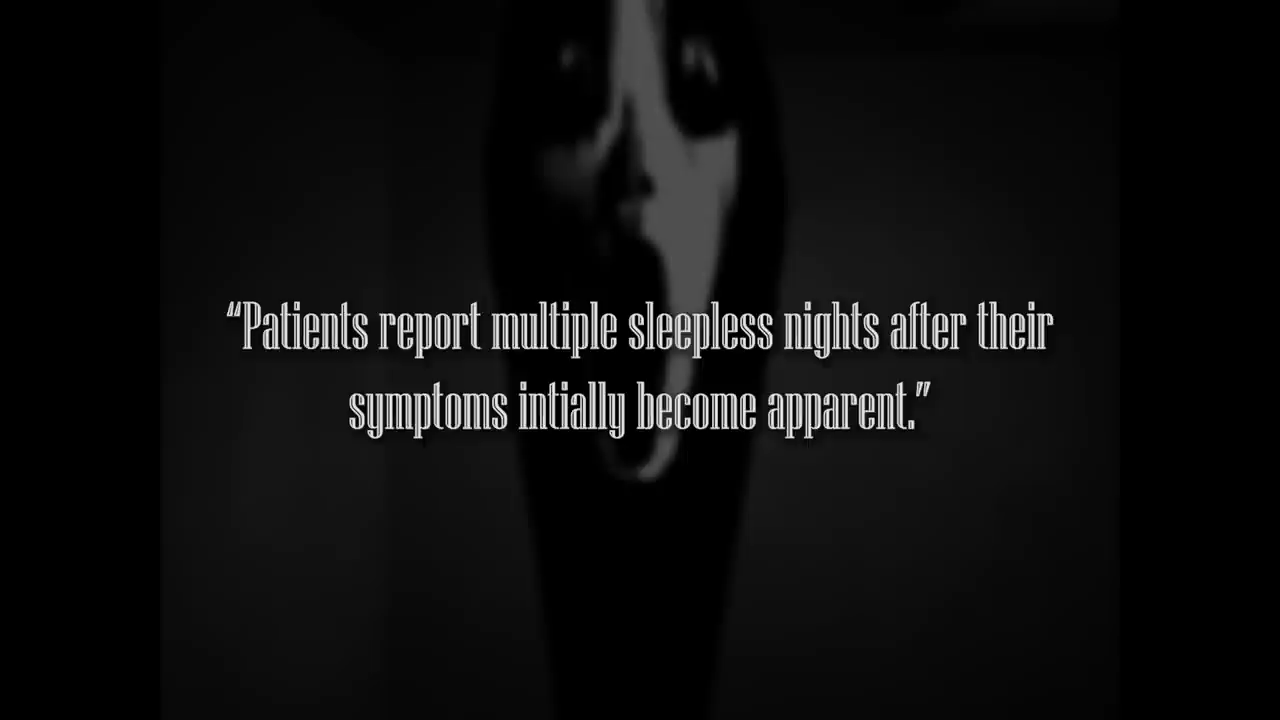 “Patients report multiple sleepless nights after their
symptoms intially become apparent.”